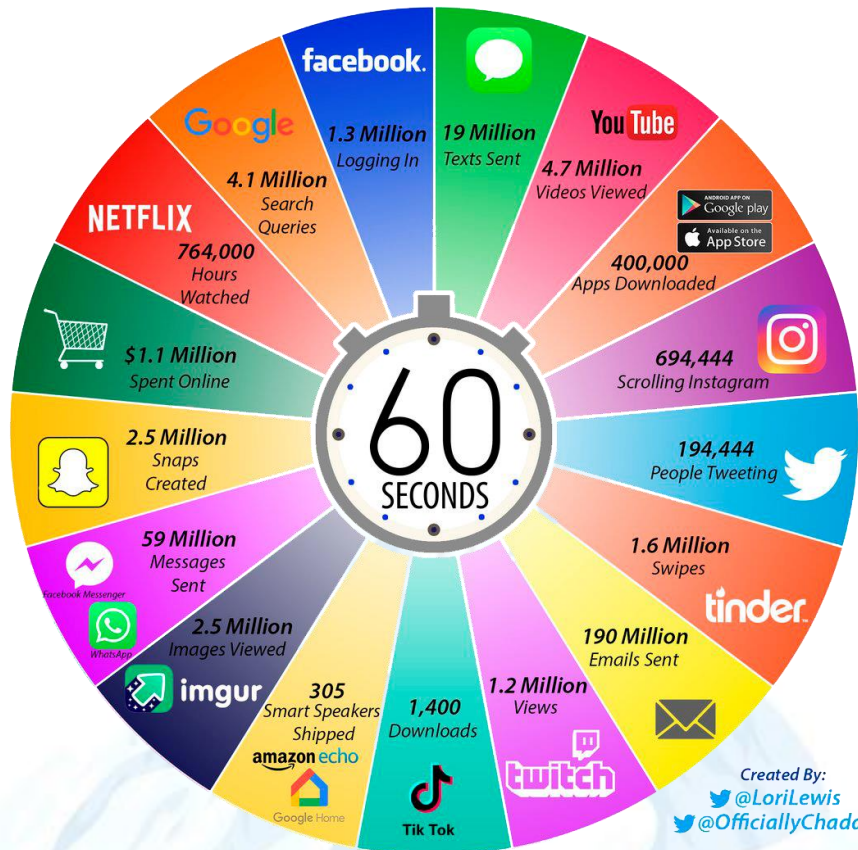 facebook.
1.3 Million
Logging In
19 Million
Texts Sent
YouTube
4.7 Million
Videos Viewed
ANDROID APP ON
Google play
Available on the
App Store
400,000
Apps Downloaded
694,444
Scrolling Instagram
194,444
People Tweeting
1.6 Million
Swipes
tinder
190 Million
Emails Sent
1.2 Million
Views
twitch
1,400
Downloads
Tik Tok
305
Smart Speakers
Shipped
amazon echo
Google Home
2.5 Million
Images Viewed
imgur
59 Million
Messages
Sent
Facebook Messenger
WhatsApp
2.5 Million
Snaps
Created
$1.1 Million
Spent Online
NETFLIX
764,000
Hours
Watched
Google
4.1 Million
Search
Queries
60
SECONDS
Created By:
@LoriLewis
@OfficiallyChadd